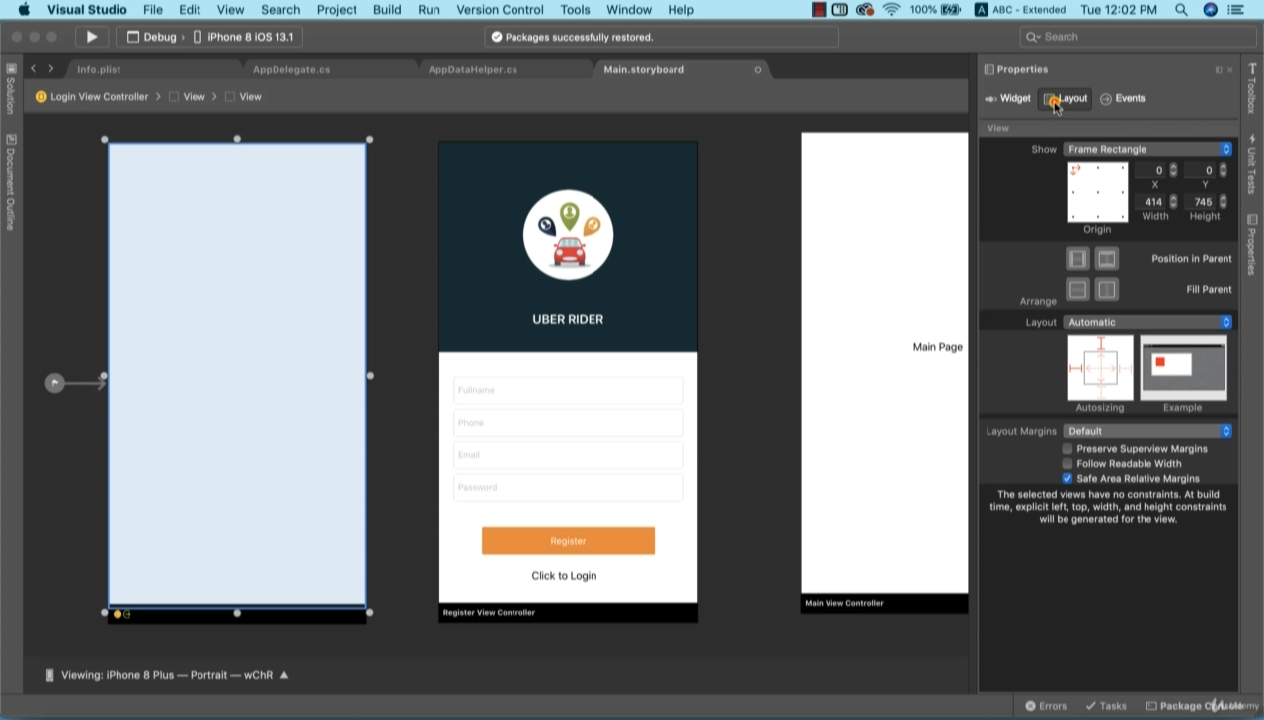 Visual Studio File Edit View Search Project Build Run Version Control Tools Window Help 100% A ABC - Extended Tue 12:02 PM
Debug › iPhone 8 iOS 13.1 Packages successfully restored. Search
Info.plist AppDelegate.cs AppDataHelper.cs Main.storyboard
Properties
Login View Controller > View > View
Widget Layout Events
View
Show Frame Rectangle
0 0
X Y
414 746
Width Height
Origin
Position in Parent
Fill Parent
Arrange
Layout Automatic
Autosizing Example
Layout Margins Default
Preserve Superview Margins
Follow Readable Width
Safe Area Relative Margins
The selected views have no constraints. At build
time, explicit left, top, width, and height constraints
will be generated for the view.
Solution
Document Outline
Toolbox
Unit Tests
Properties
UBER RIDER
Fullname
Phone
Email
Password
Register
Click to Login
Register View Controller
Main Page
Main View Controller
Viewing: iPhone 8 Plus — Portrait — wChR
Errors Tasks Package